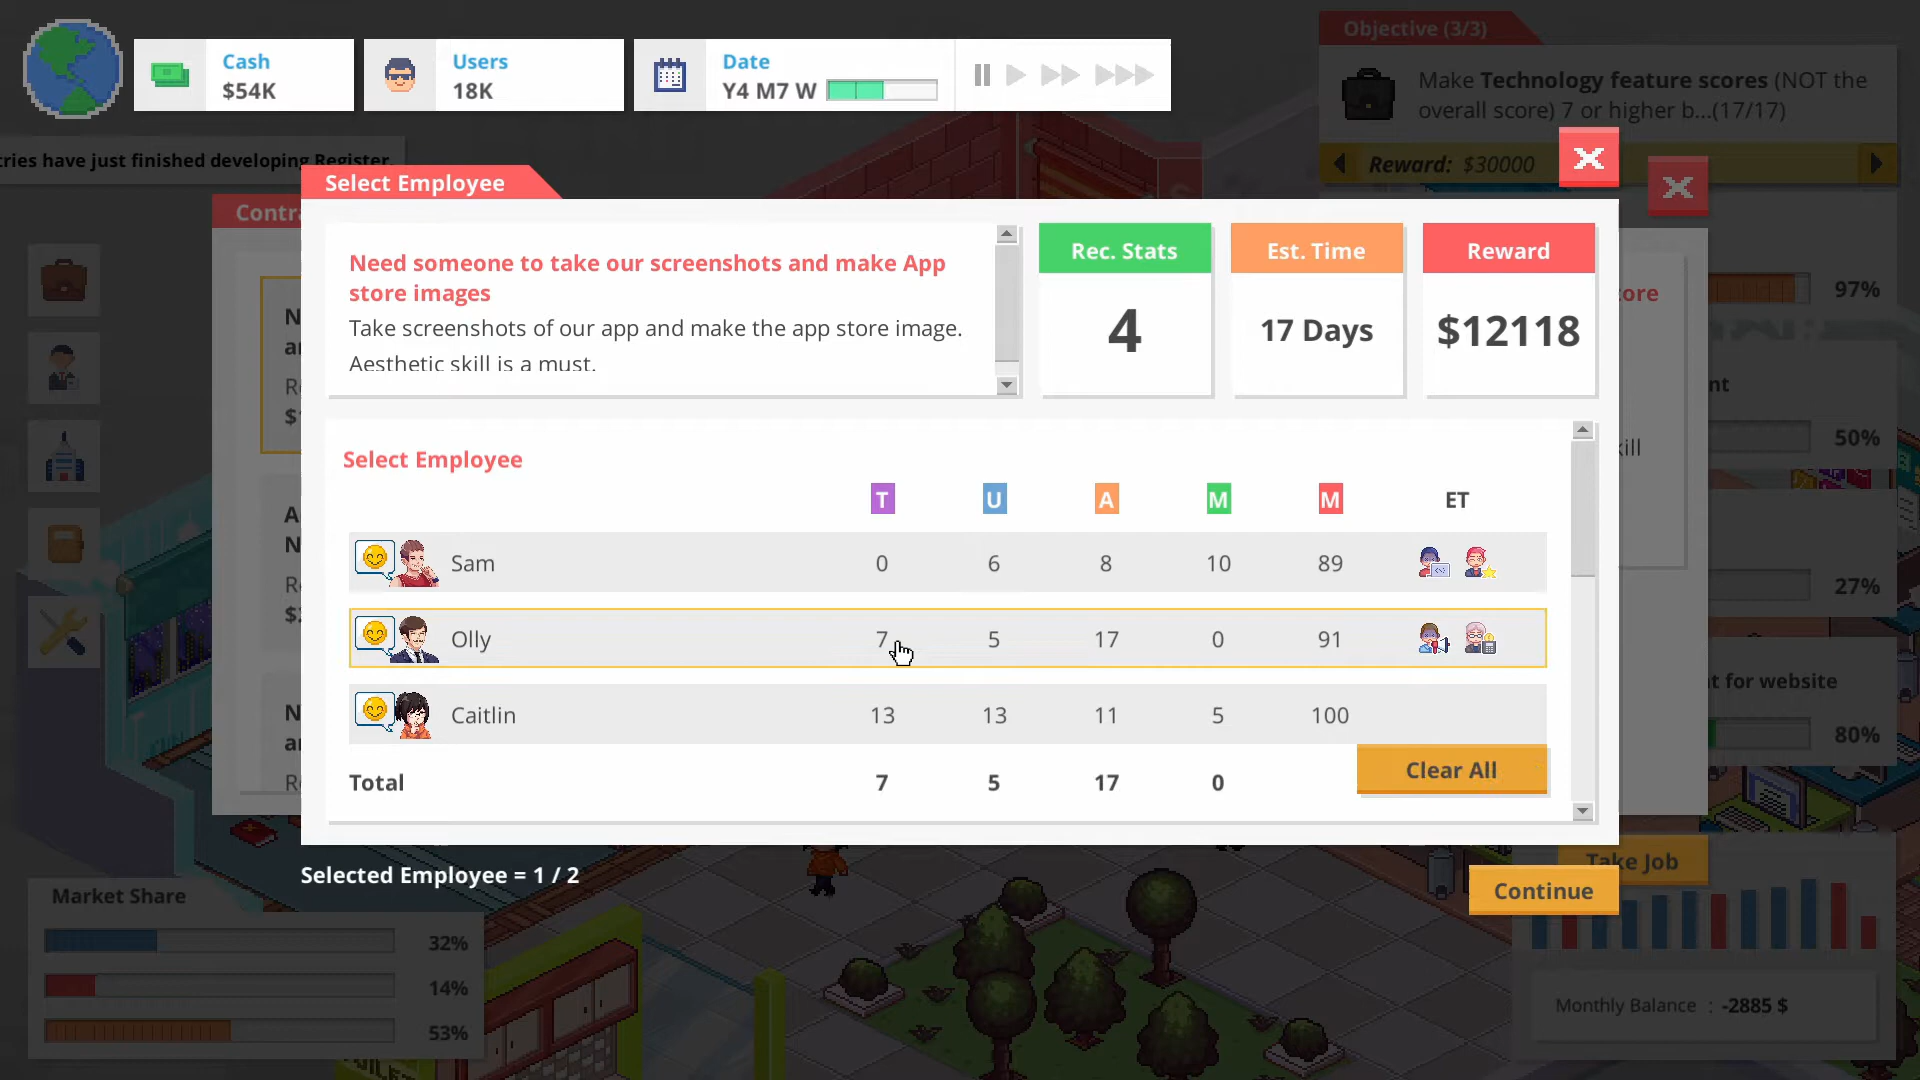 Cash
$54K
Users
18K
Date
Y4 M7 W
Objective (3/3)
Make Technology feature scores (NOT the
overall score) 7 or higher b...(17/17)
Reward: $30000
tries have just finished developing Register.
Contra
Select Employee
Need someone to take our screenshots and make App
store images
Take screenshots of our app and make the app store image.
Aesthetic skill is a must.
Rec. Stats
4
Est. Time
17 Days
Reward
$12118
Select Employee
T U A M M ET
Sam 0 6 8 10 89
Olly 7 5 17 0 91
Caitlin 13 13 11 5 100
Total 7 5 17 0
Clear All
Selected Employee = 1 / 2
Continue
Take Job
97%
50%
27%
t for website
80%
Market Share
32%
14%
53%
Monthly Balance : -2885 $